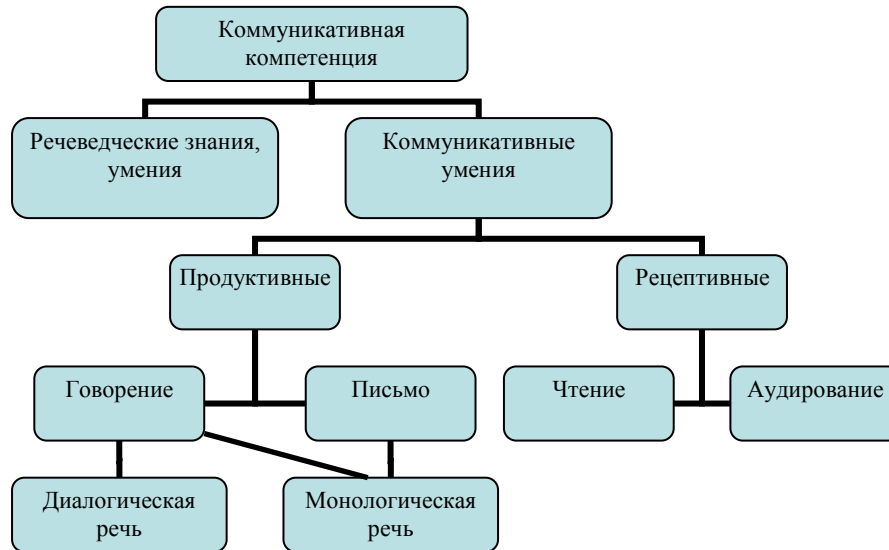 Коммуникативная
компетенция
Речеведческие знания,
умения
Коммуникативные
умения
Продуктивные
Рецептивные
Говорение
Письмо
Чтение
Аудирование
Диалогическая
речь
Монологическая
речь